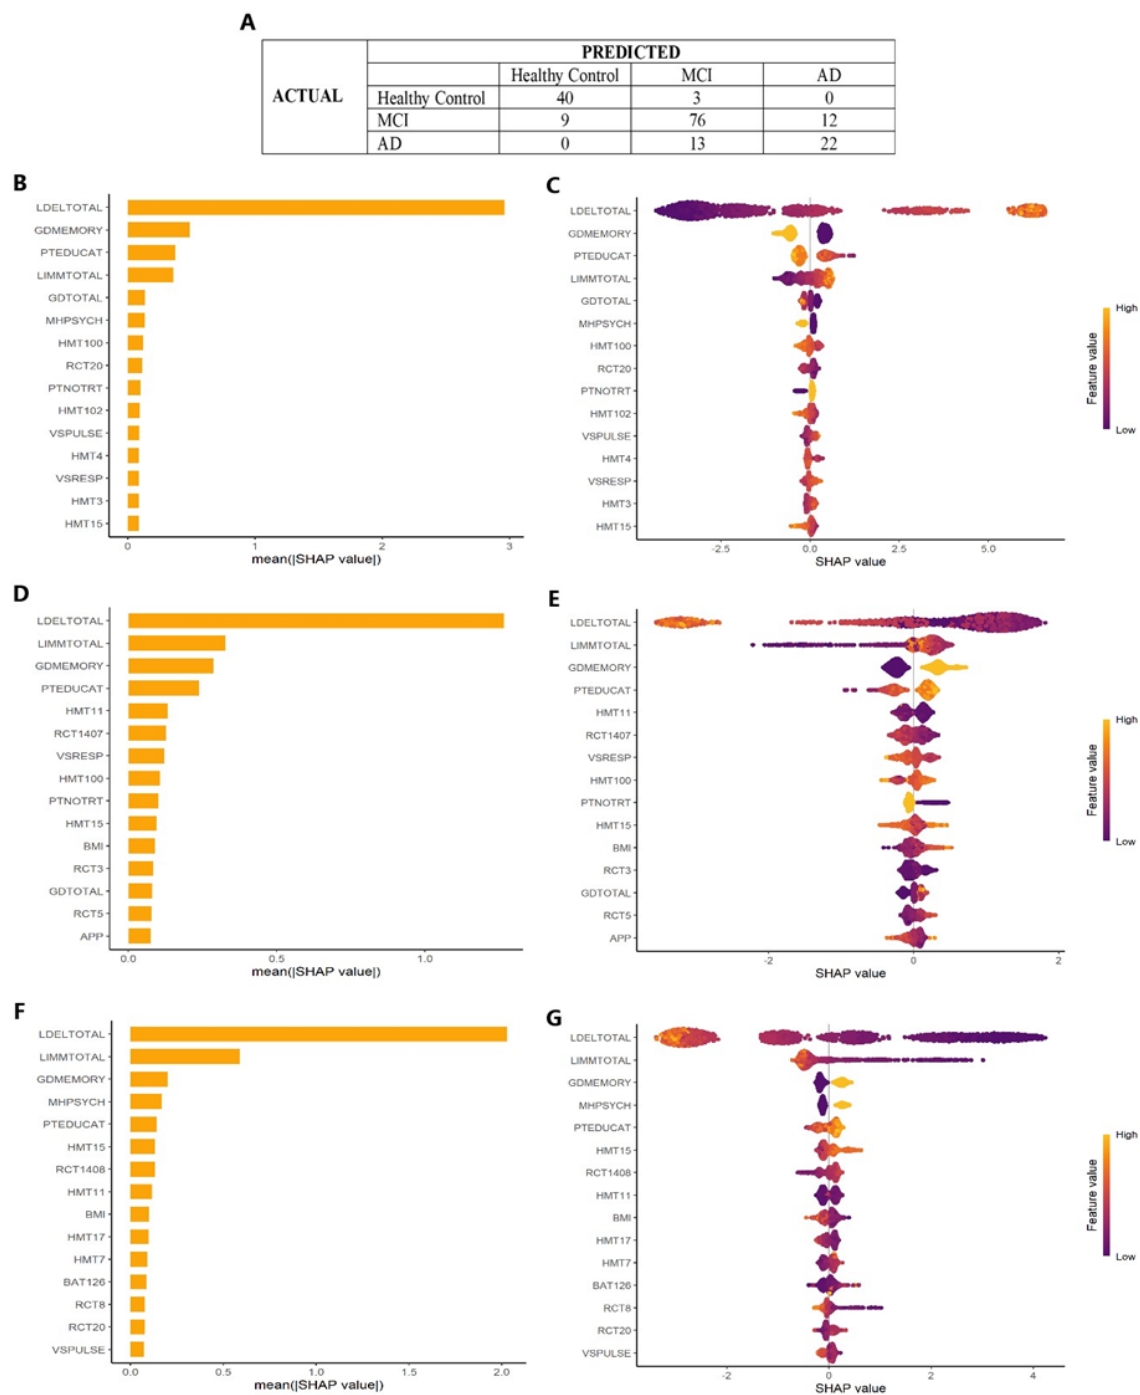 A
ACTUAL
PREDICTED
Healthy Control MCI AD
Healthy Control 40 3 0
MCI 9 76 12
AD 0 13 22
B
LDELTOTAL
GDMEMORY
PTEDUCAT
LIMMTOTAL
GDTOTAL
MHPSYCH
HMT100
RCT20
PTNOTRT
HMT102
VSPULSE
HMT4
VSRESP
HMT3
HMT15
0 1 2 3
mean(|SHAP value|)
C
LDELTOTAL
GDMEMORY
PTEDUCAT
LIMMTOTAL
GDTOTAL
MHPSYCH
HMT100
RCT20
PTNOTRT
HMT102
VSPULSE
HMT4
VSRESP
HMT3
HMT15
-2.5 0.0 2.5 5.0
SHAP value
High
Feature value
Low
D
LDELTOTAL
LIMMTOTAL
GDMEMORY
PTEDUCAT
HMT11
RCT1407
VSRESP
HMT100
PTNOTRT
HMT15
BMI
RCT3
GDTOTAL
RCT5
APP
0.0 0.5 1.0
mean(|SHAP value|)
E
LDELTOTAL
LIMMTOTAL
GDMEMORY
PTEDUCAT
HMT11
RCT1407
VSRESP
HMT100
PTNOTRT
HMT15
BMI
RCT3
GDTOTAL
RCT5
APP
-2 0 2
SHAP value
High
Feature value
Low
F
LDELTOTAL
LIMMTOTAL
GDMEMORY
MHPSYCH
PTEDUCAT
HMT15
RCT1408
HMT11
BMI
HMT17
HMT7
BAT126
RCT8
RCT20
VSPULSE
0.0 0.5 1.0 1.5 2.0
mean(|SHAP value|)
G
LDELTOTAL
LIMMTOTAL
GDMEMORY
MHPSYCH
PTEDUCAT
HMT15
RCT1408
HMT11
BMI
HMT17
HMT7
BAT126
RCT8
RCT20
VSPULSE
-2 0 2 4
SHAP value
High
Feature value
Low